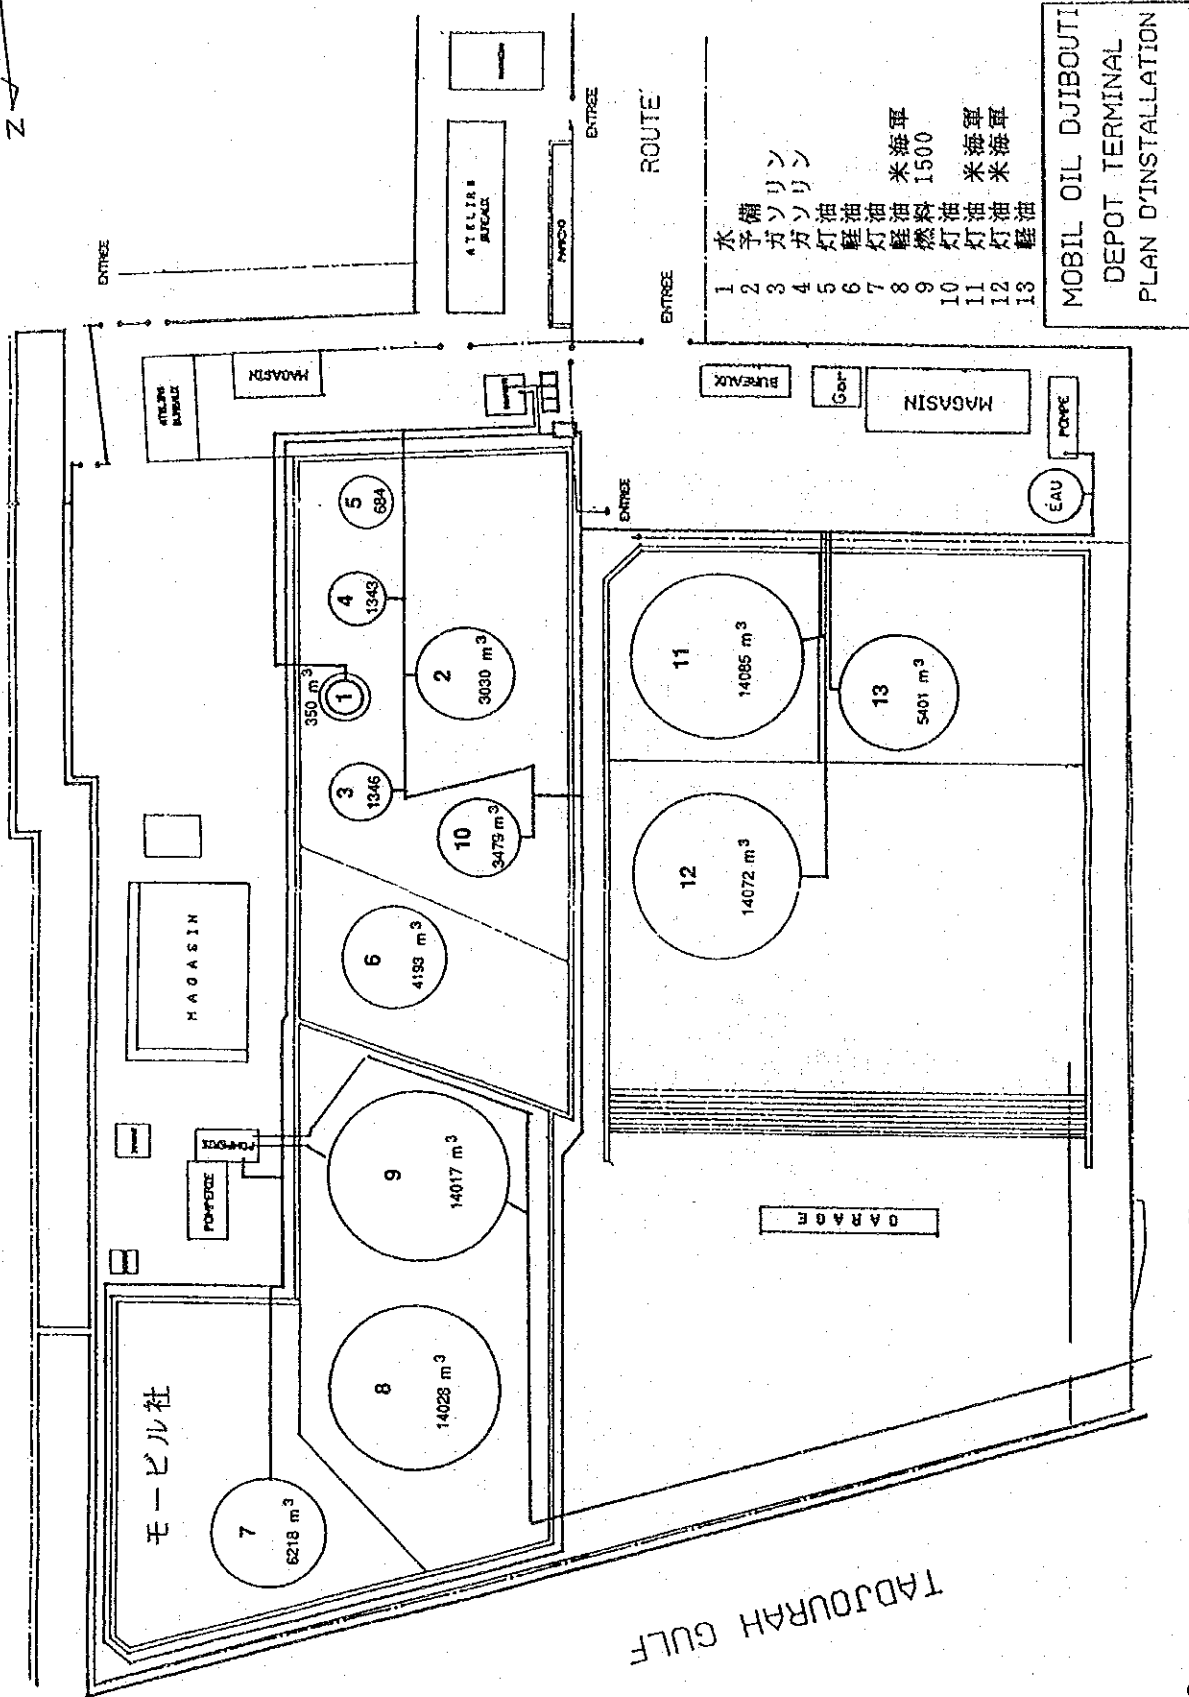 N
MOBIL OIL DJIBOUTI
DEPOT TERMINAL
PLAN D'INSTALLATION
1 水
2 予備
3 ガソリン
4 ガソリン
5 灯油
6 軽油
7 灯油
8 軽油 米海軍
9 燃料 1500
10 灯油
11 灯油 米海軍
12 灯油 米海軍
13 軽油
モービル社
TADJOURAH GULF
ROUTE
ENTREE
ENTREE
ENTREE
ENTREE
ATELIERS
BUREAUX
ATELIERS
BUREAUX
MAGASIN
MAGASIN
MAGASIN
BUREAUX
Gar
POMPE
EAU
POMPERIE
POMPERIE
GARAGE
PARKING
1
350 m³
2
3030 m³
3
1346
4
1343
5
684
6
4193 m³
7
6218 m³
8
14028 m³
9
14017 m³
10
3479 m³
11
14085 m³
12
14072 m³
13
5401 m³